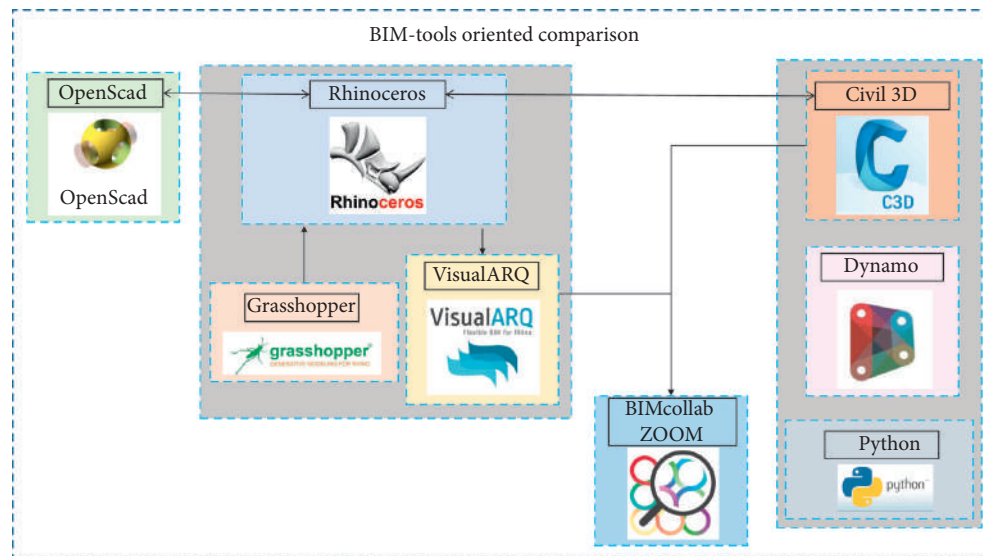 BIM-tools oriented comparison
OpenScad
OpenScad
Rhinoceros
Rhinoceros
Grasshopper
grasshopper®
GENERATIVE MODELING FOR RHINO
VisualARQ
VisualARQ
Flexible BIM for Rhino
BIMcollab
ZOOM
Civil 3D
C3D
Dynamo
Python
python™